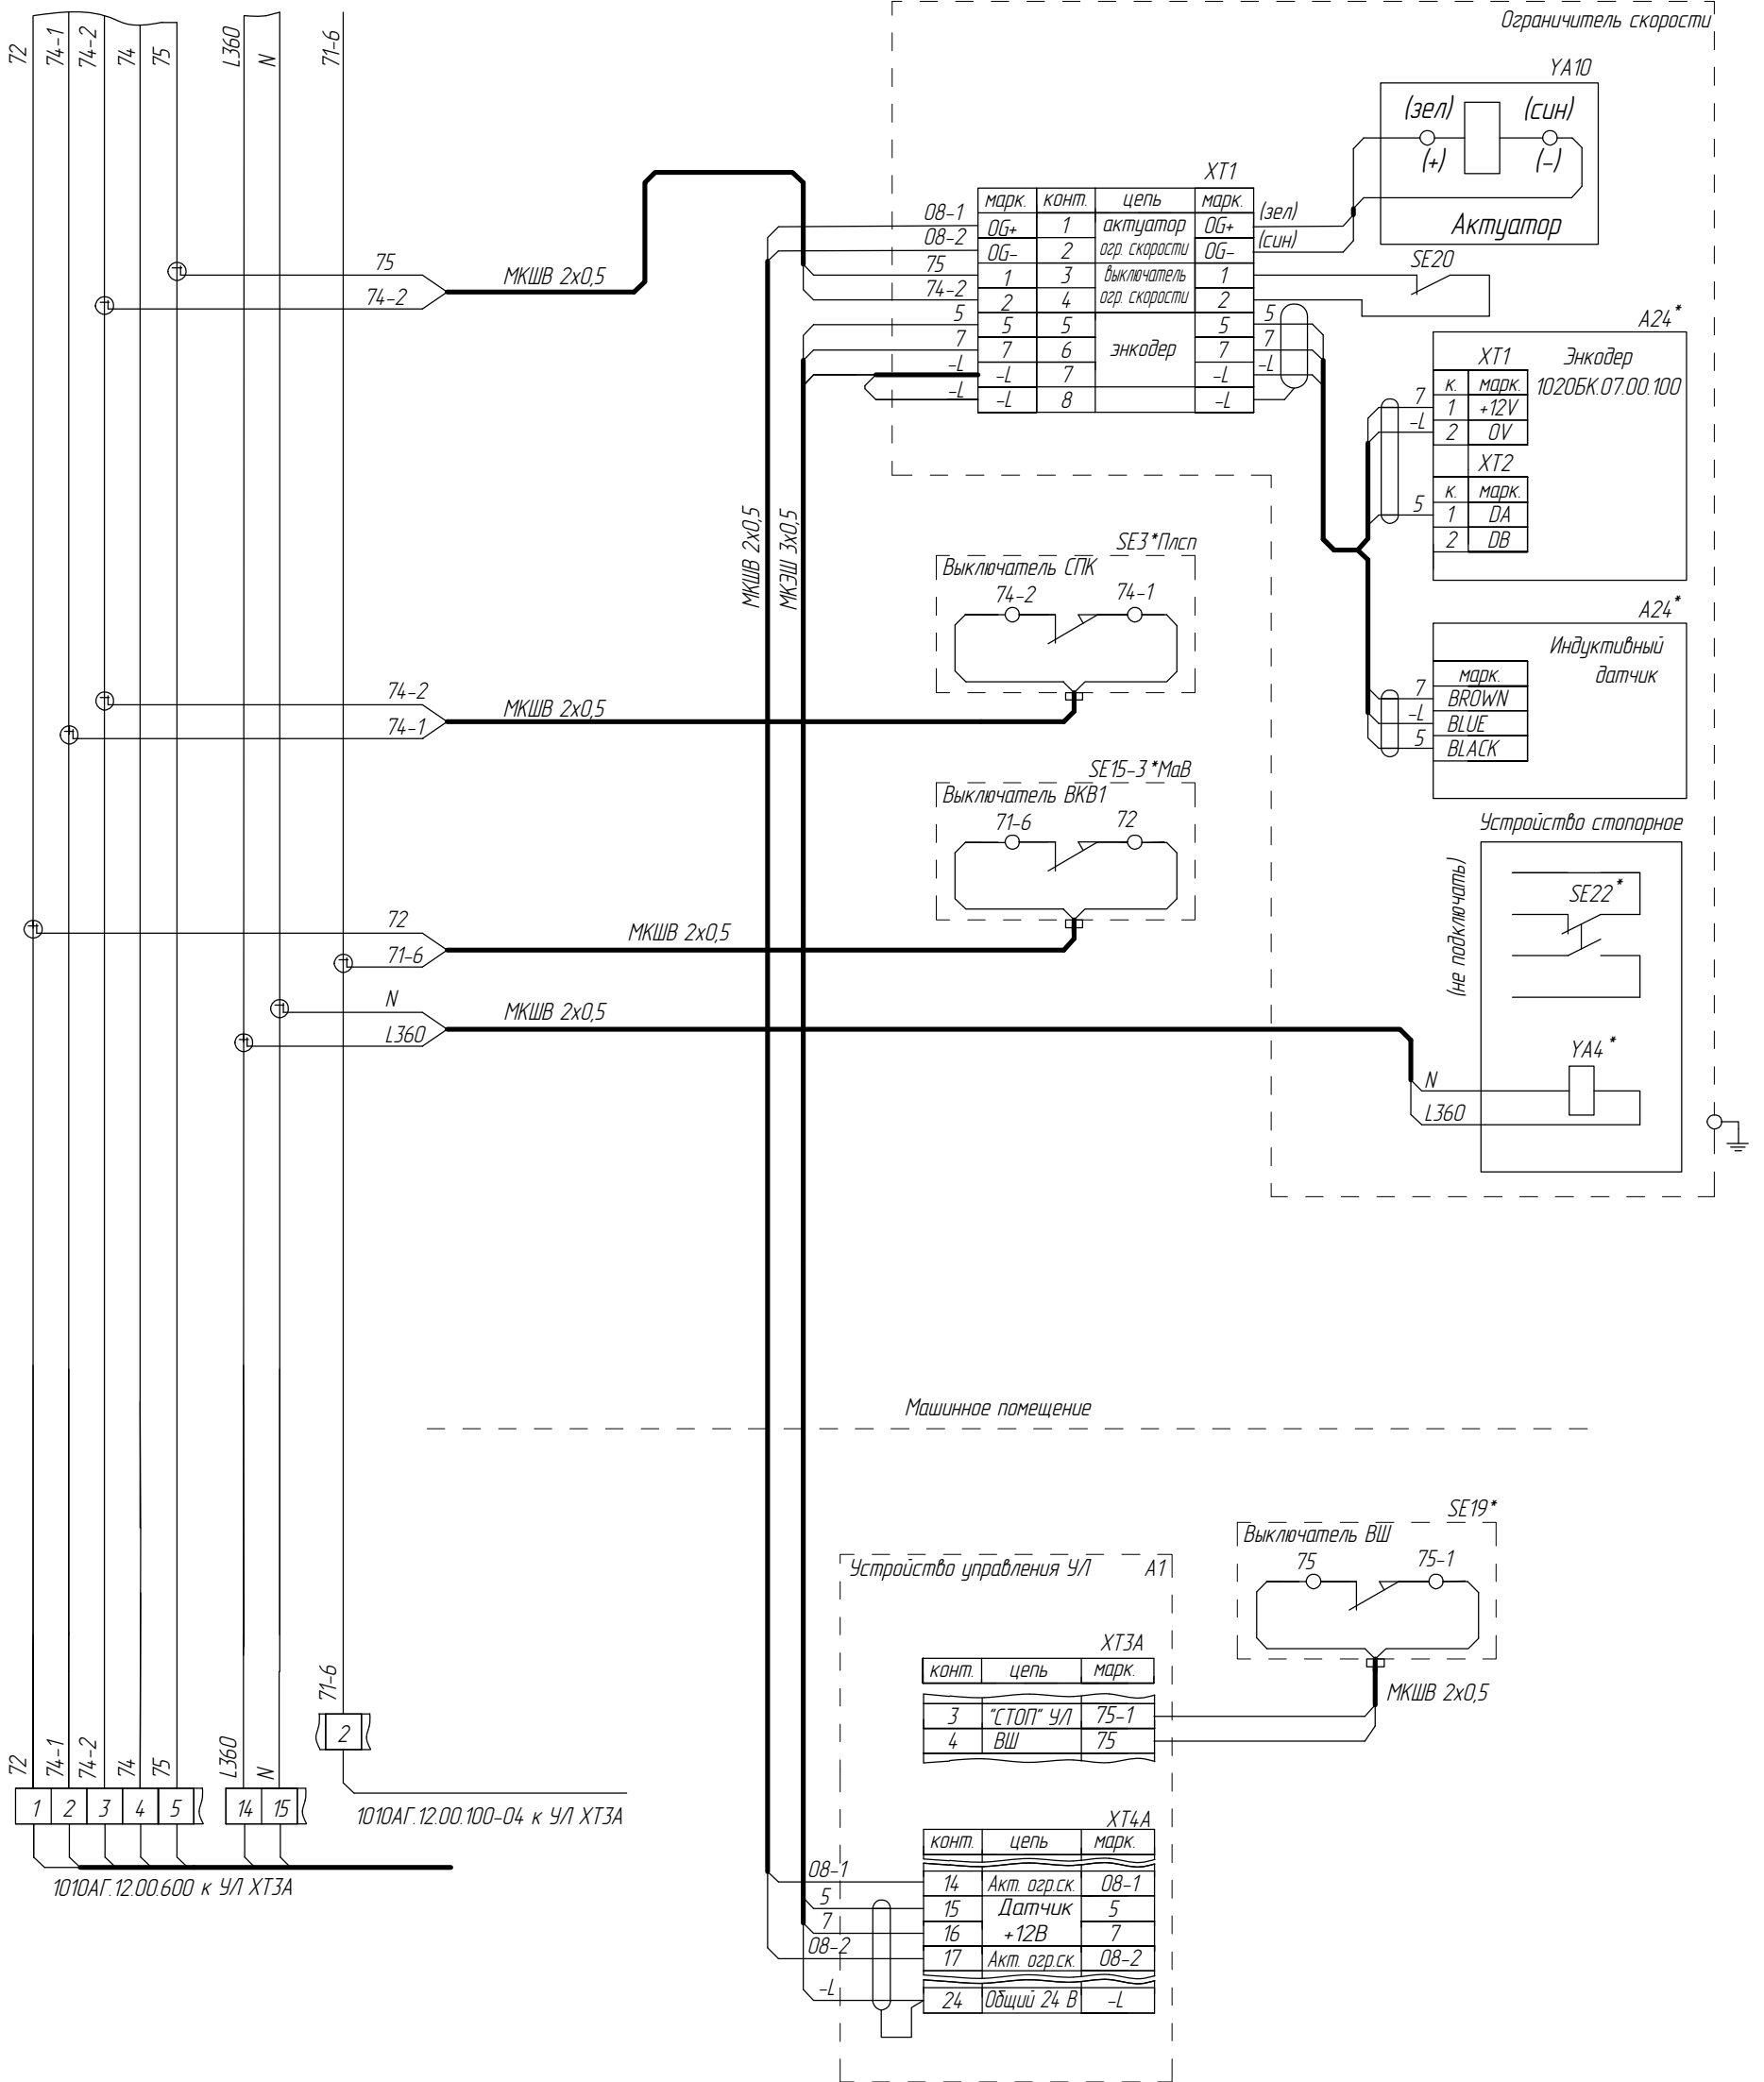 Ограничитель скорости
72
74-1
74-2
74
75
L360
N
71-6
YA10
(зел)
(син)
(+)
(-)
Актуатор
XT1
марк. конт. цепь марк.
08-1 OG+ 1 актуатор OG+ (зел)
08-2 OG- 2 огр. скорости OG- (син)
75 1 3 выключатель 1
74-2 2 4 огр. скорости 2
5 5 5 5 5
7 7 6 энкодер 7 7
-L -L 7 -L -L
-L -L 8 -L
SE20
75
74-2
МКШВ 2х0,5
A24*
XT1 Энкодер
к. марк. 1020БК.07.00.100
7 1 +12V
-L 2 0V
XT2
к. марк.
5 1 DA
2 DB
МКШВ 2х0,5
МКЭШ 3х0,5
SE3*Плсп
Выключатель СПК
74-2 74-1
A24*
Индуктивный
датчик
марк.
7 BROWN
-L BLUE
5 BLACK
74-2
74-1
МКШВ 2х0,5
SE15-3*МаВ
Выключатель ВКВ1
71-6 72
72
71-6
МКШВ 2х0,5
Устройство стопорное
(не подключать)
SE22*
N
L360
МКШВ 2х0,5
YA4*
N
L360
Машинное помещение
SE19*
Выключатель ВШ
75 75-1
МКШВ 2х0,5
Устройство управления УЛ A1
XT3A
конт. цепь марк.
3 "СТОП" УЛ 75-1
4 ВШ 75
71-6
2
1010АГ.12.00.100-04 к УЛ XT3A
72
74-1
74-2
74
75
L360
N
1 2 3 4 5 14 15
1010АГ.12.00.600 к УЛ XT3A
XT4A
конт. цепь марк.
08-1 14 Акт. огр.ск. 08-1
5 15 Датчик 5
7 16 +12В 7
08-2 17 Акт. огр.ск. 08-2
-L 24 Общий 24 В -L